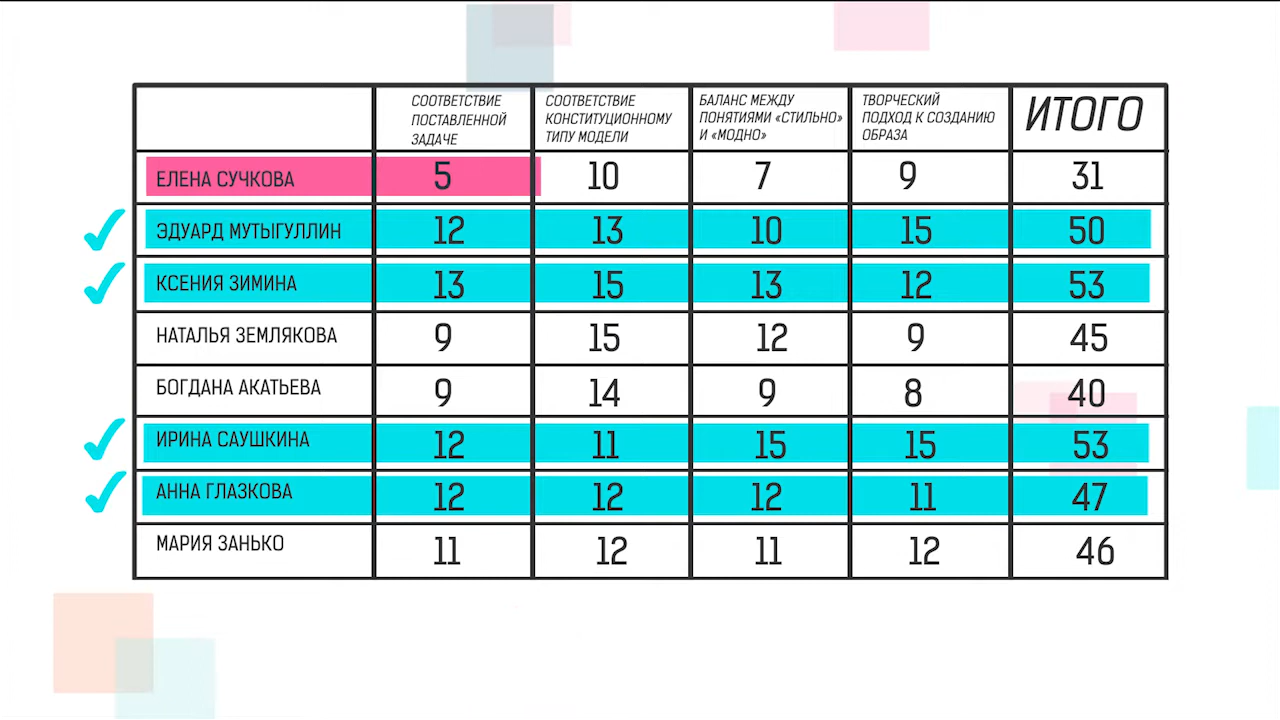 СООТВЕТСТВИЕ ПОСТАВЛЕННОЙ ЗАДАЧЕ
СООТВЕТСТВИЕ КОНСТИТУЦИОННОМУ ТИПУ МОДЕЛИ
БАЛАНС МЕЖДУ ПОНЯТИЯМИ «СТИЛЬНО» И «МОДНО»
ТВОРЧЕСКИЙ ПОДХОД К СОЗДАНИЮ ОБРАЗА
ИТОГО
ЕЛЕНА СУЧКОВА 5 10 7 9 31
ЭДУАРД МУТЫГУЛЛИН 12 13 10 15 50
КСЕНИЯ ЗИМИНА 13 15 13 12 53
НАТАЛЬЯ ЗЕМЛЯКОВА 9 15 12 9 45
БОГДАНА АКАТЬЕВА 9 14 9 8 40
ИРИНА САУШКИНА 12 11 15 15 53
АННА ГЛАЗКОВА 12 12 12 11 47
МАРИЯ ЗАНЬКО 11 12 11 12 46